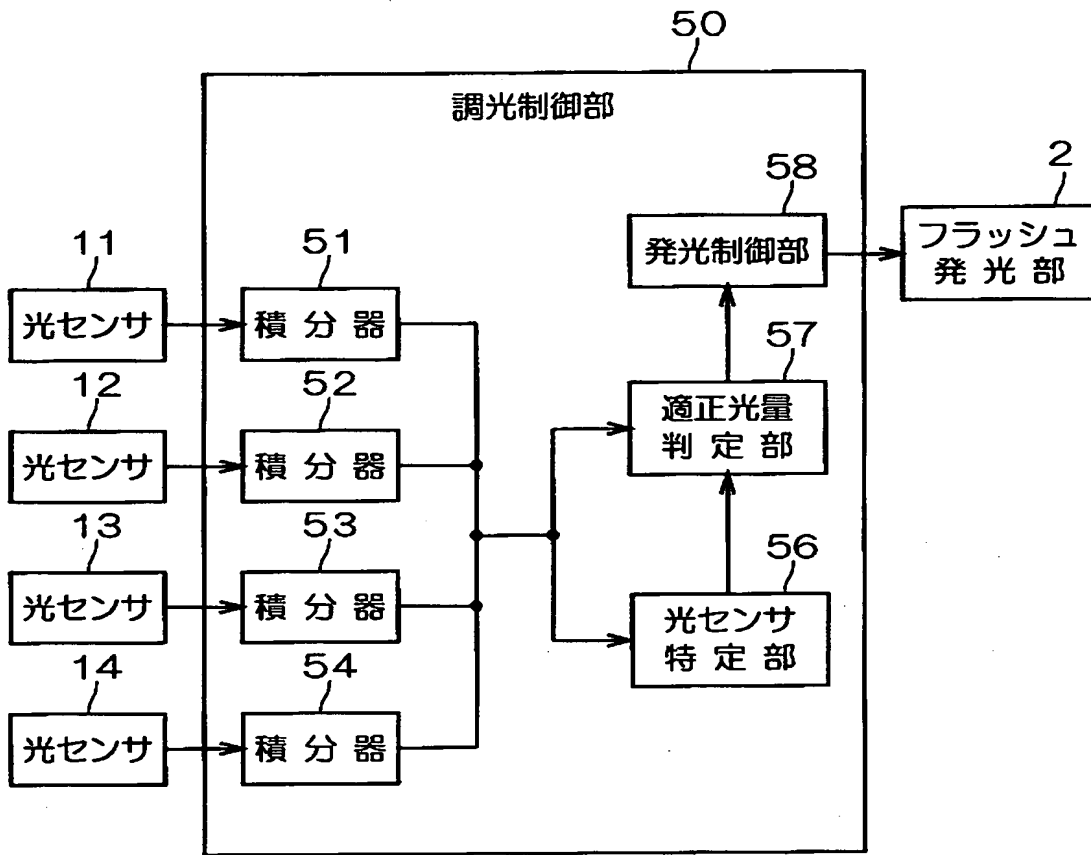 50
調光制御部
58
2
発光制御部
フラッシュ
発光部
11
51
光センサ
積分器
57
12
52
適正光量
判定部
光センサ
積分器
13
53
56
光センサ
積分器
光センサ
特定部
14
54
光センサ
積分器